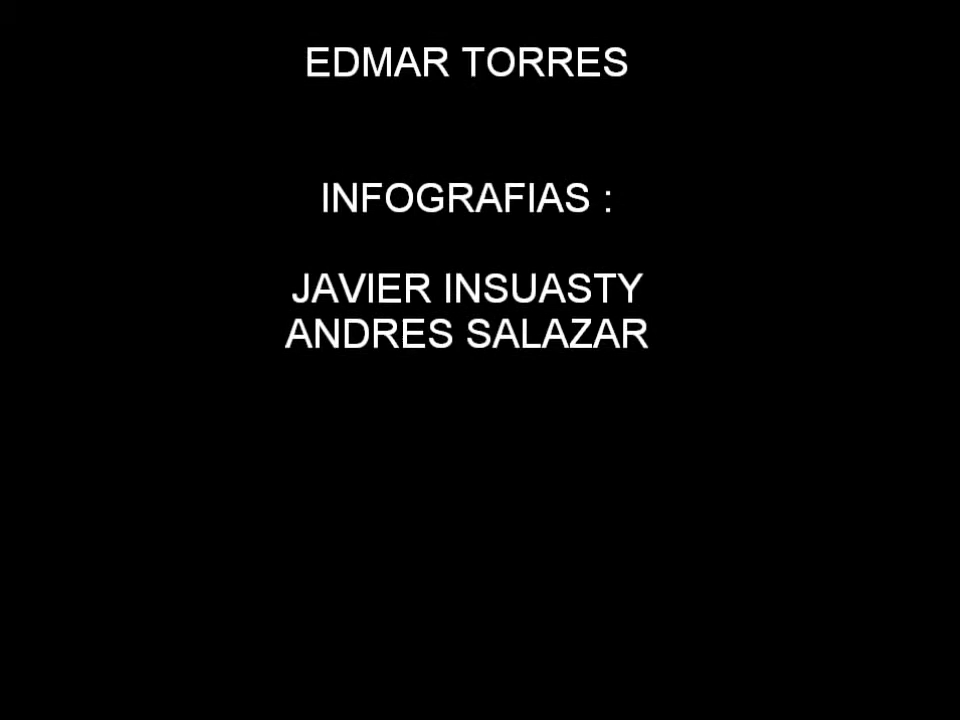 EDMAR TORRES
INFOGRAFIAS :
JAVIER INSUASTY
ANDRES SALAZAR